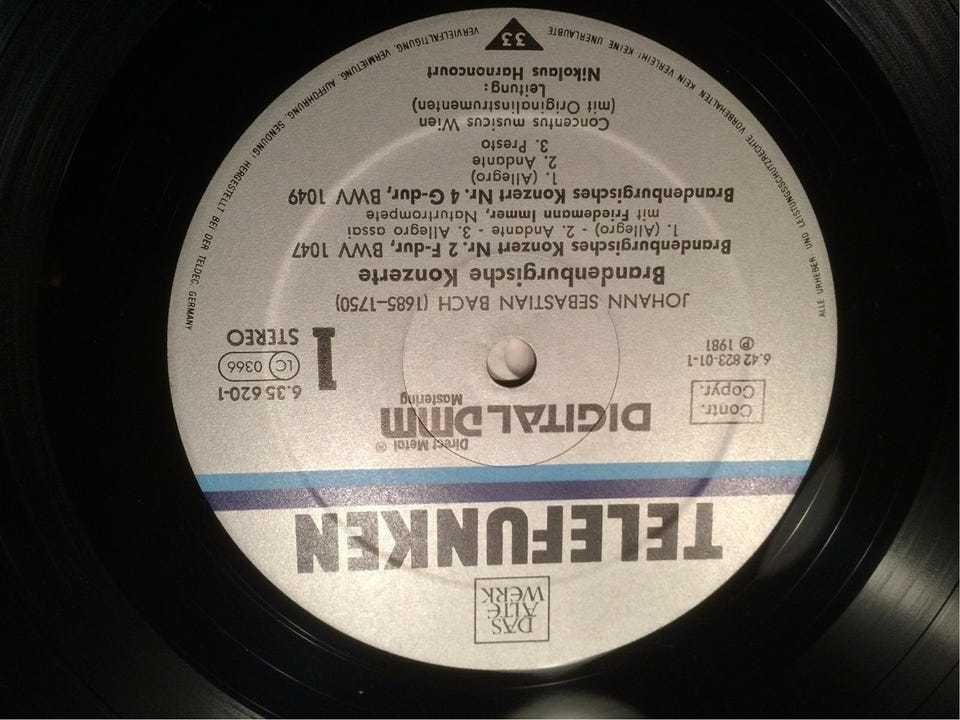 DAS
ALTE
WERK
TELEFUNKEN
DIGITAL DMM
Direct Metal ®
Mastering
Contr.
Copyr.
6.42 823-01-1
Ⓟ 1981
6.35 620-1
LC 0366
1
STEREO
JOHANN SEBASTIAN BACH (1685–1750)
Brandenburgische Konzerte
Brandenburgisches Konzert Nr. 2 F-dur, BWV 1047
1. (Allegro) - 2. Andante - 3. Allegro assai
mit Friedemann Immer, Naturtrompete
Brandenburgisches Konzert Nr. 4 G-dur, BWV 1049
1. (Allegro)
2. Andante
3. Presto
Concentus musicus Wien
(mit Originalinstrumenten)
Leitung:
Nikolaus Harnoncourt
33
ALLE URHEBER UND LEISTUNGSSCHUTZRECHTE VORBEHALTEN KEIN VERLEIH! KEINE UNERLAUBTE VERVIELFÄLTIGUNG, VERMIETUNG, AUFFÜHRUNG, SENDUNG! HERGESTELLT BEI DER TELDEC, GERMANY